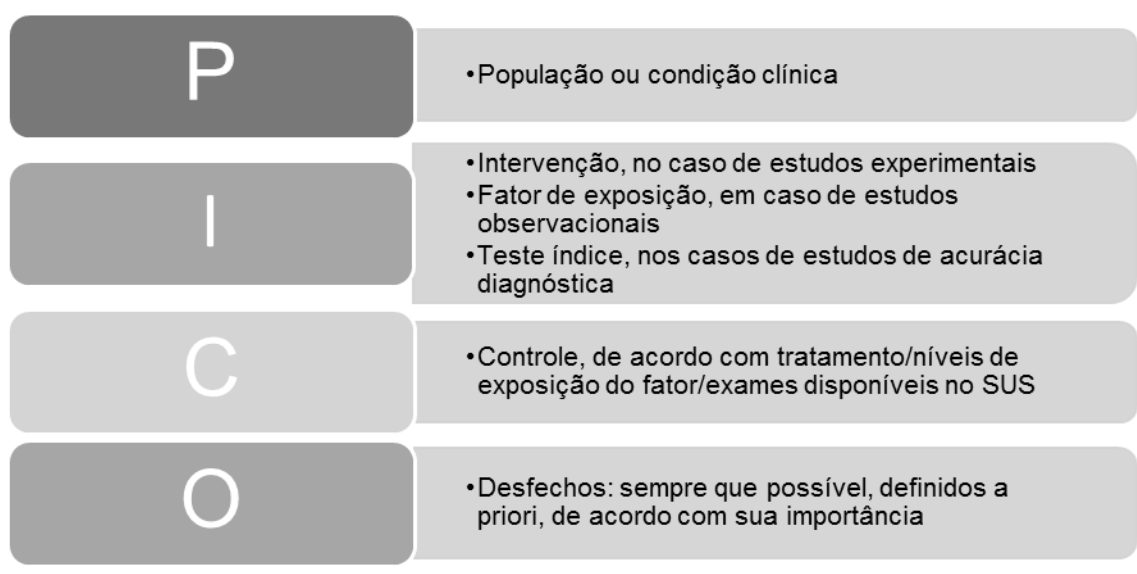 P
•População ou condição clínica
I
•Intervenção, no caso de estudos experimentais
•Fator de exposição, em caso de estudos
observacionais
•Teste índice, nos casos de estudos de acurácia
diagnóstica
C
•Controle, de acordo com tratamento/níveis de
exposição do fator/exames disponíveis no SUS
O
•Desfechos: sempre que possível, definidos a
priori, de acordo com sua importância